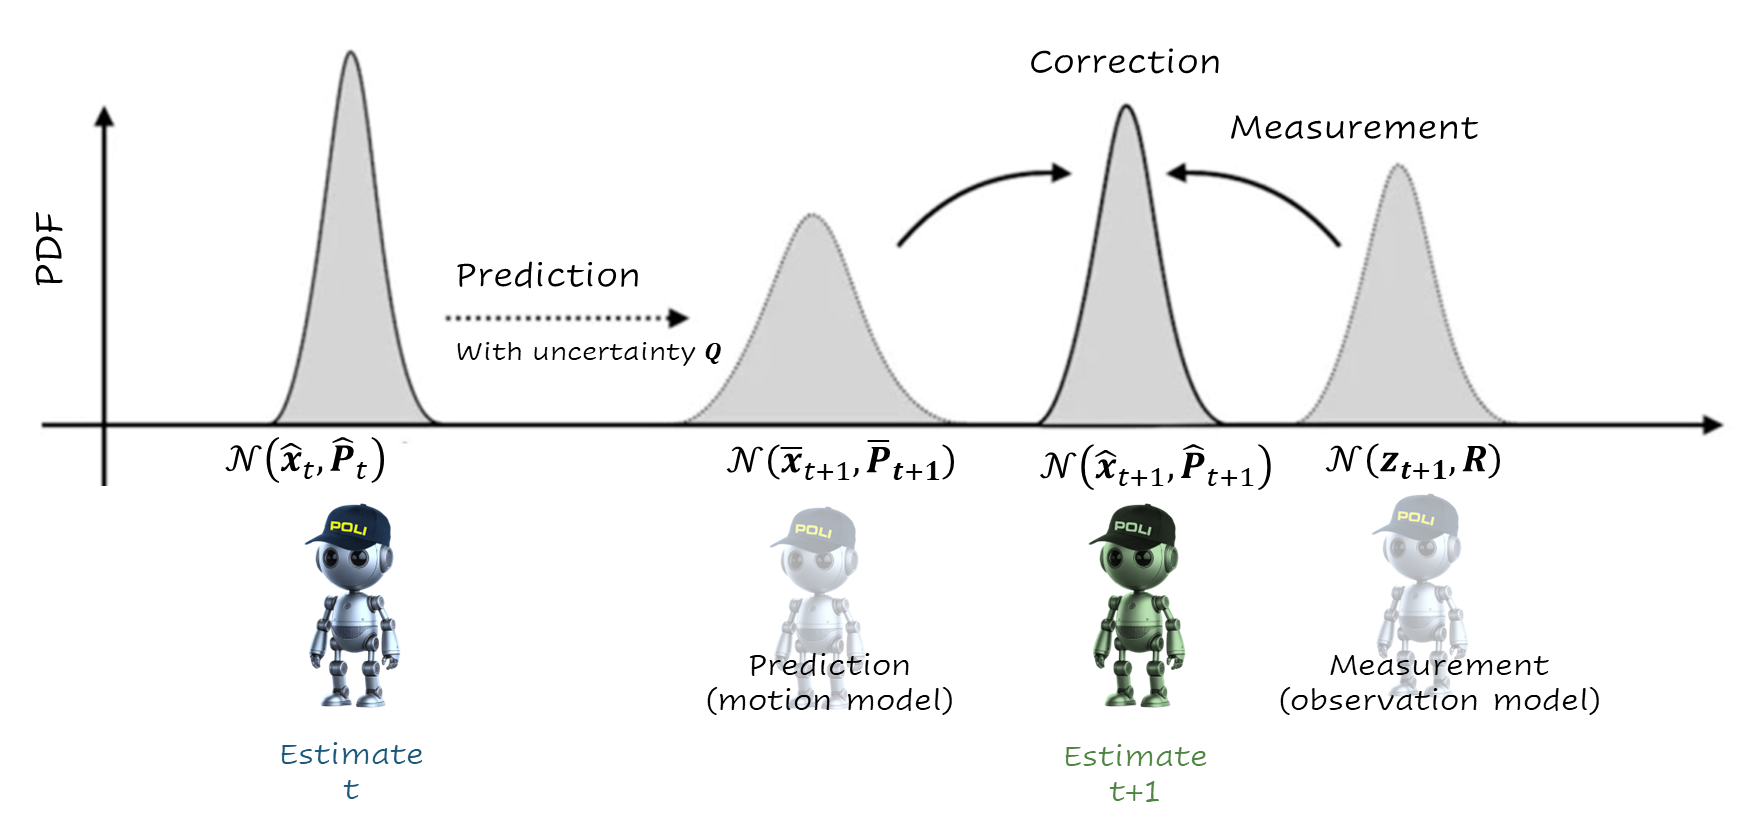 Correction
Measurement
PDF
Prediction
With uncertainty Q
𝒩(x̂ₜ, P̂ₜ)
𝒩(x̄ₜ₊₁, P̄ₜ₊₁)
𝒩(x̂ₜ₊₁, P̂ₜ₊₁)
𝒩(zₜ₊₁, R)
POLI
POLI
POLI
POLI
Prediction
(motion model)
Measurement
(observation model)
Estimate
t
Estimate
t+1